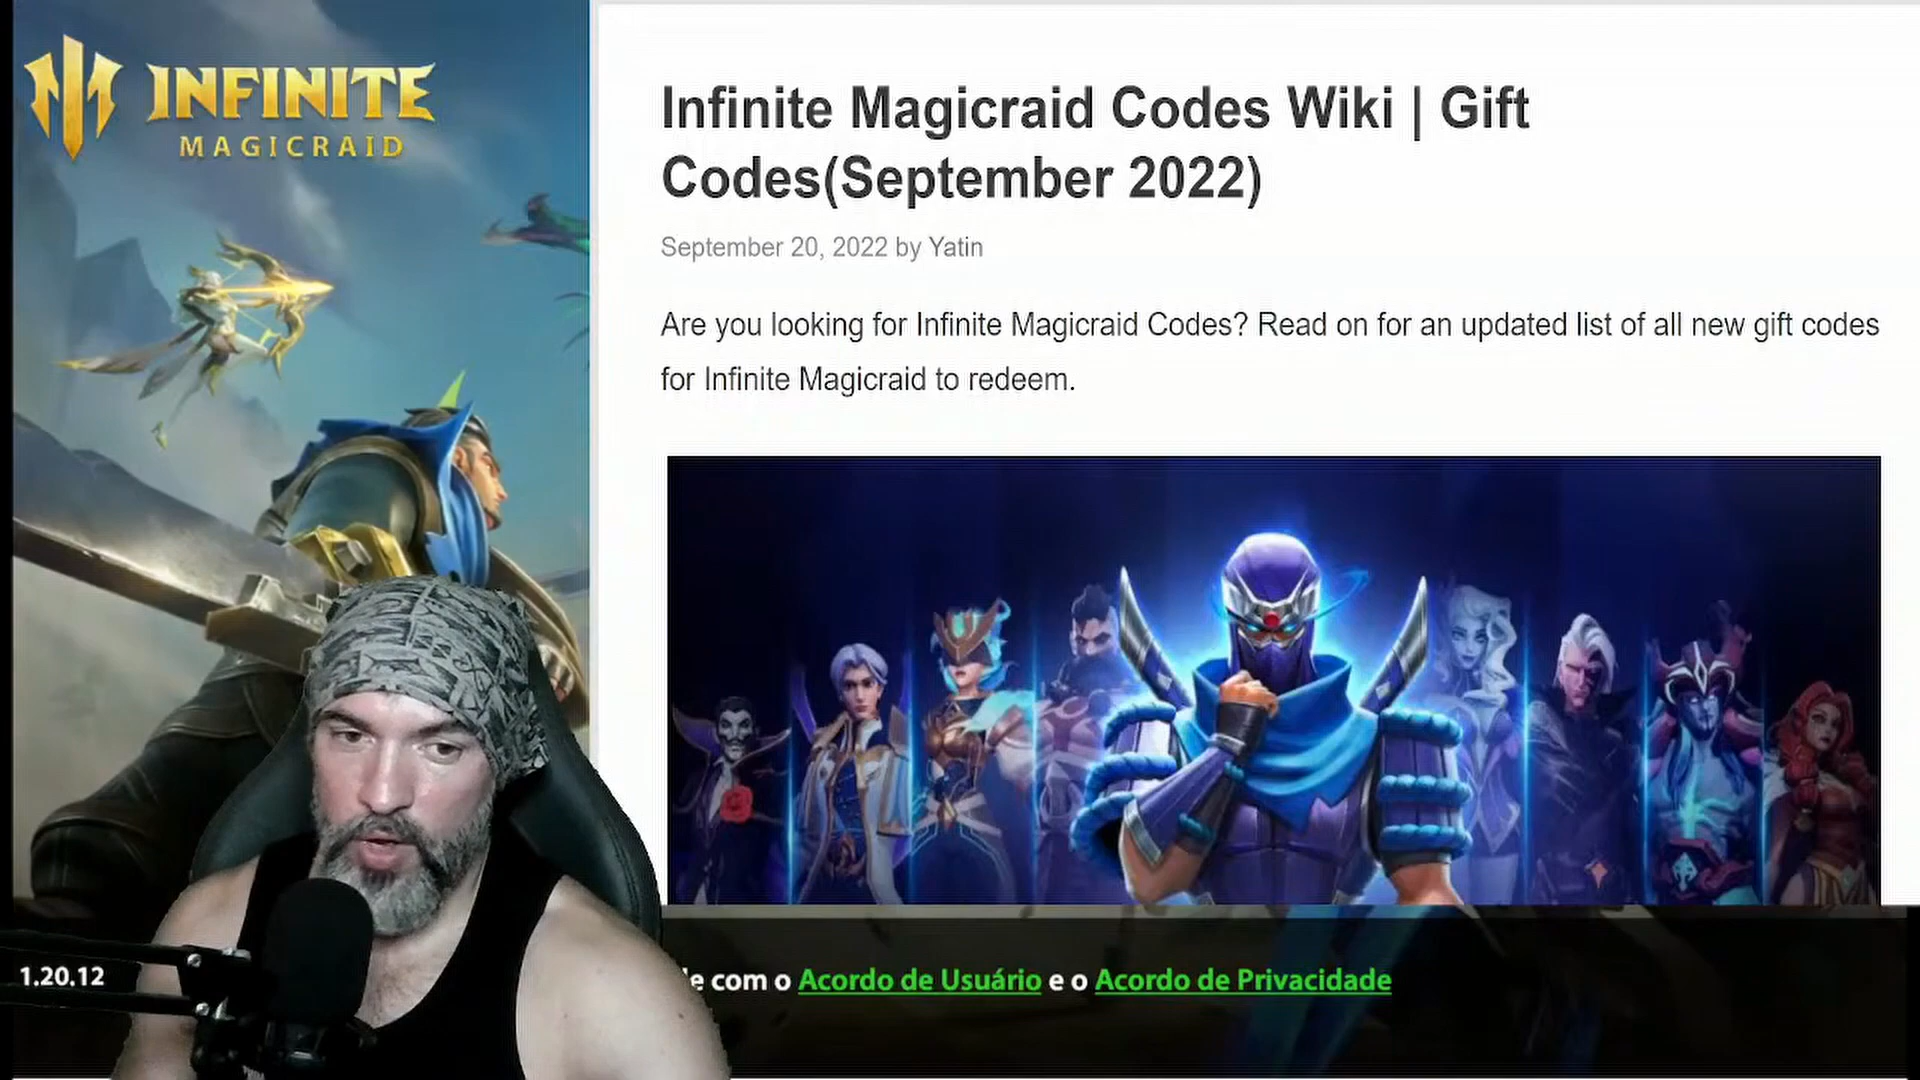 INFINITE
MAGICRAID
Infinite Magicraid Codes Wiki | Gift
Codes(September 2022)
September 20, 2022 by Yatin
Are you looking for Infinite Magicraid Codes? Read on for an updated list of all new gift codes
for Infinite Magicraid to redeem.
1.20.12
com o Acordo de Usuário e o Acordo de Privacidade